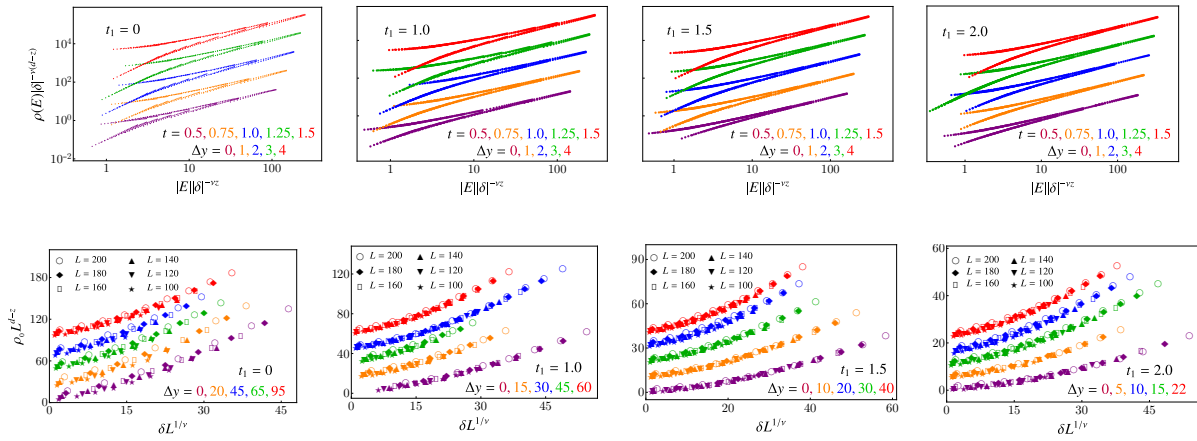 ρ(E)|δ|^{-ν(d-z)}
10^4
10^2
10^0
10^{-2}
t_1 = 0
t = 0.5, 0.75, 1.0, 1.25, 1.5
Δy = 0, 1, 2, 3, 4
1 10 100
|E||δ|^{-νz}
t_1 = 1.0
t = 0.5, 0.75, 1.0, 1.25, 1.5
Δy = 0, 1, 2, 3, 4
1 10 100
|E||δ|^{-νz}
t_1 = 1.5
t = 0.5, 0.75, 1.0, 1.25, 1.5
Δy = 0, 1, 2, 3, 4
1 10 100
|E||δ|^{-νz}
t_1 = 2.0
t = 0.5, 0.75, 1.0, 1.25, 1.5
Δy = 0, 1, 2, 3, 4
1 10 100
|E||δ|^{-νz}
ρ_0 L^{d-z}
180
120
60
0
L = 200 L = 140
L = 180 L = 120
L = 160 L = 100
t_1 = 0
Δy = 0, 20, 45, 65, 95
0 15 30 45
δL^{1/ν}
120
80
40
0
L = 200 L = 140
L = 180 L = 120
L = 160 L = 100
t_1 = 1.0
Δy = 0, 15, 30, 45, 60
0 15 30 45
δL^{1/ν}
90
60
30
0
L = 200 L = 140
L = 180 L = 120
L = 160 L = 100
t_1 = 1.5
Δy = 0, 10, 20, 30, 40
0 20 40 60
δL^{1/ν}
60
40
20
0
L = 200 L = 140
L = 180 L = 120
L = 160 L = 100
t_1 = 2.0
Δy = 0, 5, 10, 15, 22
0 15 30 45
δL^{1/ν}